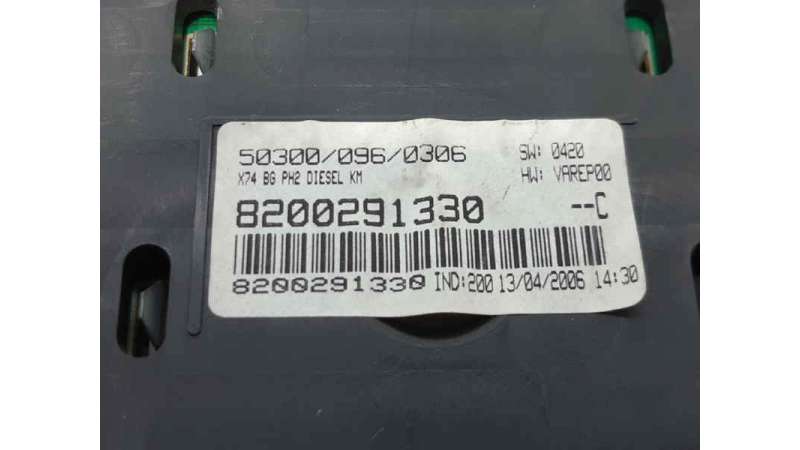 50300/096/0306 SW: 0420
X74 BG PH2 DIESEL KM HW: VAREP00
8200291330 --C
8200291330 IND:200 13/04/2006 14:30